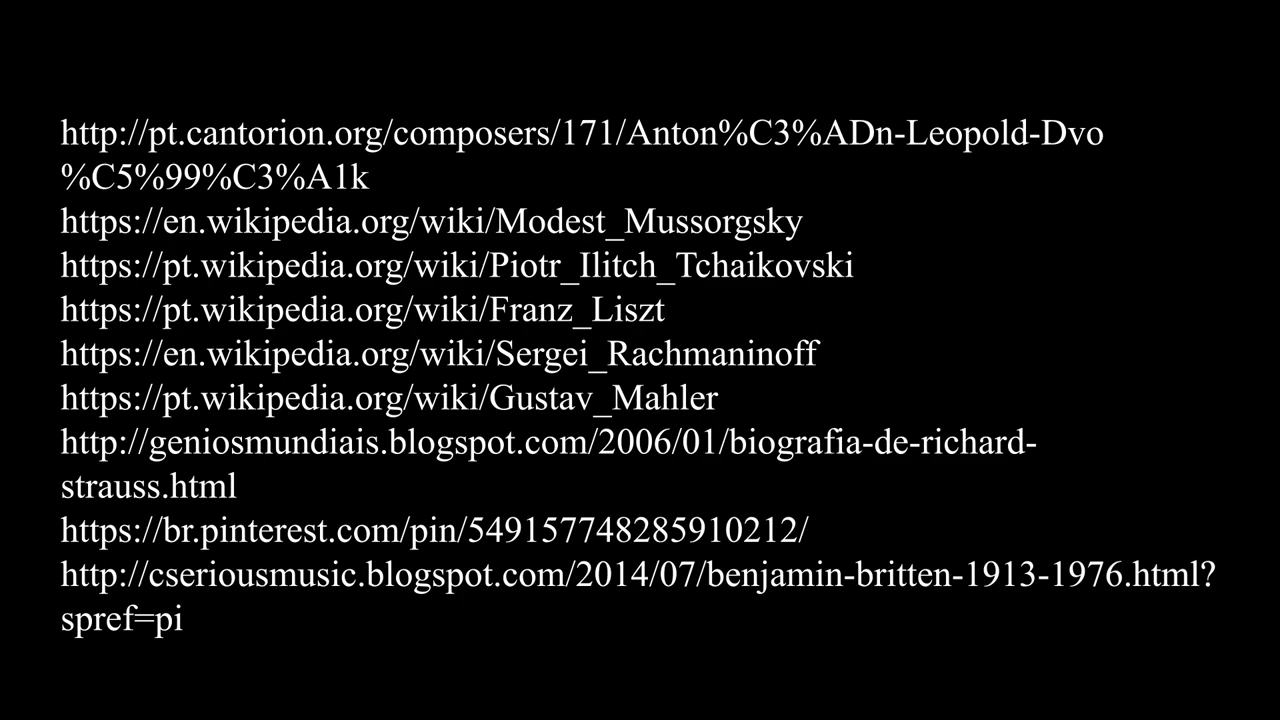 http://pt.cantorion.org/composers/171/Anton%C3%ADn-Leopold-Dvo
%C5%99%C3%A1k
https://en.wikipedia.org/wiki/Modest_Mussorgsky
https://pt.wikipedia.org/wiki/Piotr_Ilitch_Tchaikovski
https://pt.wikipedia.org/wiki/Franz_Liszt
https://en.wikipedia.org/wiki/Sergei_Rachmaninoff
https://pt.wikipedia.org/wiki/Gustav_Mahler
http://geniosmundiais.blogspot.com/2006/01/biografia-de-richard-
strauss.html
https://br.pinterest.com/pin/549157748285910212/
http://cseriousmusic.blogspot.com/2014/07/benjamin-britten-1913-1976.html?
spref=pi